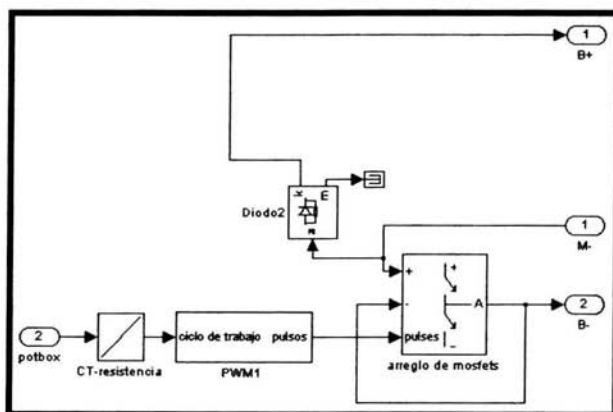 1
B+
k
m
Diodo2
a
1
M-
+
+
-
A
2
B-
pulses
_
arreglo de mosfets
2
potbox
CT-resistencia
ciclo de trabajo pulsos
PWM1